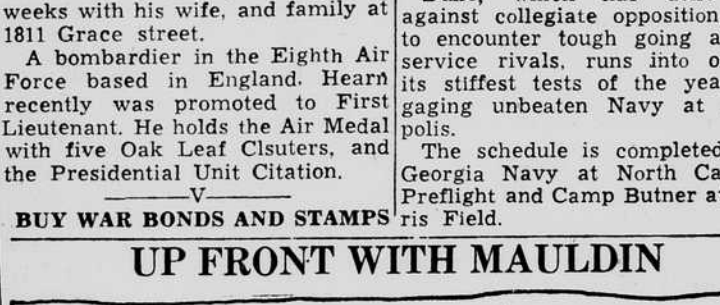 weeks with his wife, and family at
1811 Grace street.
A bombardier in the Eighth Air
Force based in England. Hearn
recently was promoted to First
Lieutenant. He holds the Air Medal
with five Oak Leaf Clsuters, and
the Presidential Unit Citation.
V
BUY WAR BONDS AND STAMPS
against collegiate opposition
to encounter tough going a
service rivals, runs into o
its stiffest tests of the yea
gaging unbeaten Navy at
polis.
The schedule is completed
Georgia Navy at North Ca
Preflight and Camp Butner a
ris Field.
UP FRONT WITH MAULDIN